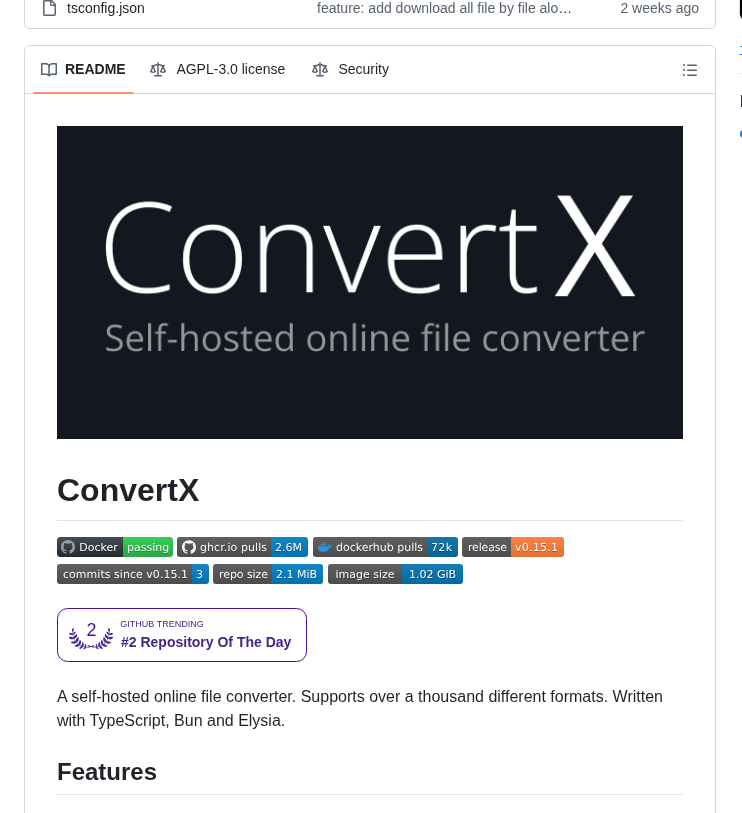 tsconfig.json feature: add download all file by file alo… 2 weeks ago
README AGPL-3.0 license Security
ConvertX
Self-hosted online file converter
ConvertX
Docker passing ghcr.io pulls 2.6M dockerhub pulls 72k release v0.15.1
commits since v0.15.1 3 repo size 2.1 MiB image size 1.02 GiB
2 GITHUB TRENDING
#2 Repository Of The Day
A self-hosted online file converter. Supports over a thousand different formats. Written
with TypeScript, Bun and Elysia.
Features